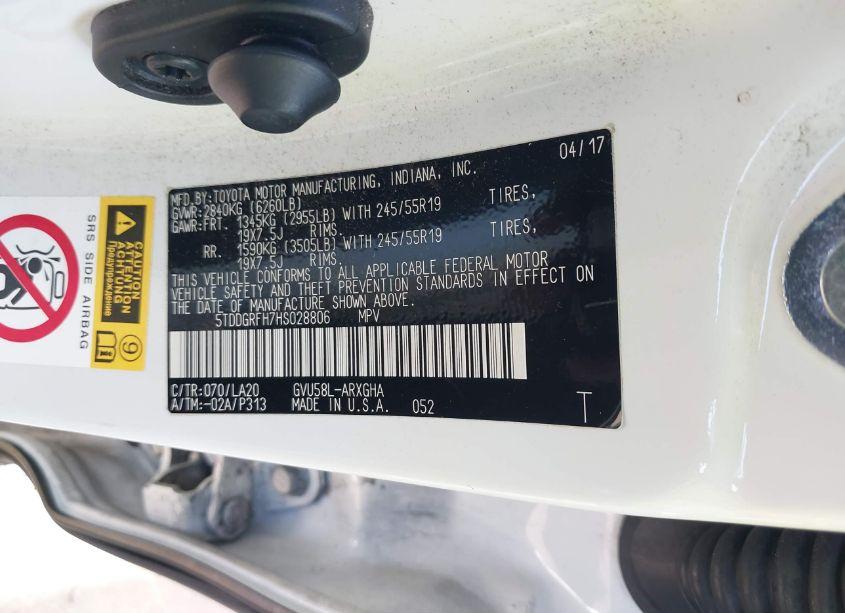 04/17
MFD.BY:TOYOTA MOTOR MANUFACTURING, INDIANA, INC.
GVWR: 2840KG (6260LB)
GAWR:FRT. 1345KG (2955LB) WITH 245/55R19 TIRES,
19X7.5J RIMS.
RR. 1590KG (3505LB) WITH 245/55R19 TIRES,
19X7.5J RIMS.
THIS VEHICLE CONFORMS TO ALL APPLICABLE FEDERAL MOTOR
VEHICLE SAFETY AND THEFT PREVENTION STANDARDS IN EFFECT ON
THE DATE OF MANUFACTURE SHOWN ABOVE.
5TDDGRFH7HS028806 MPV
C/TR:070/LA20 GVU58L-ARXGHA
A/TM:-02A/P313 MADE IN U.S.A. 052 T
SRS SIDE AIRBAG
CAUTION
ATTENTION
ACHTUNG
Предупреждение
9